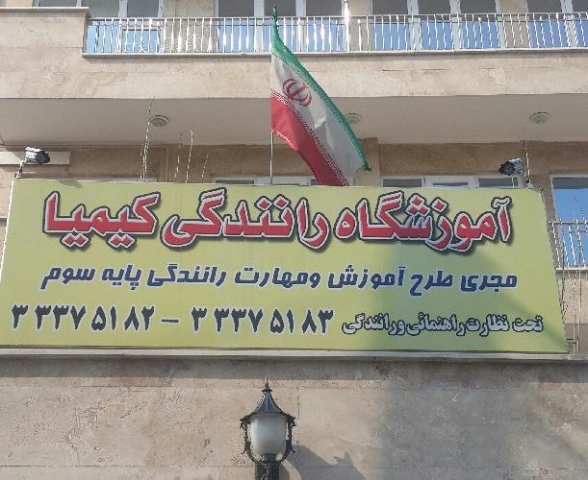 آموزشگاه رانندگی کیمیا
مجری طرح آموزش ومهارت رانندگی پایه سوم
تحت نظارت راهنمائی ورانندگی ۳۳۳۷۵۱۸۳ - ۳۳۳۷۵۱۸۲